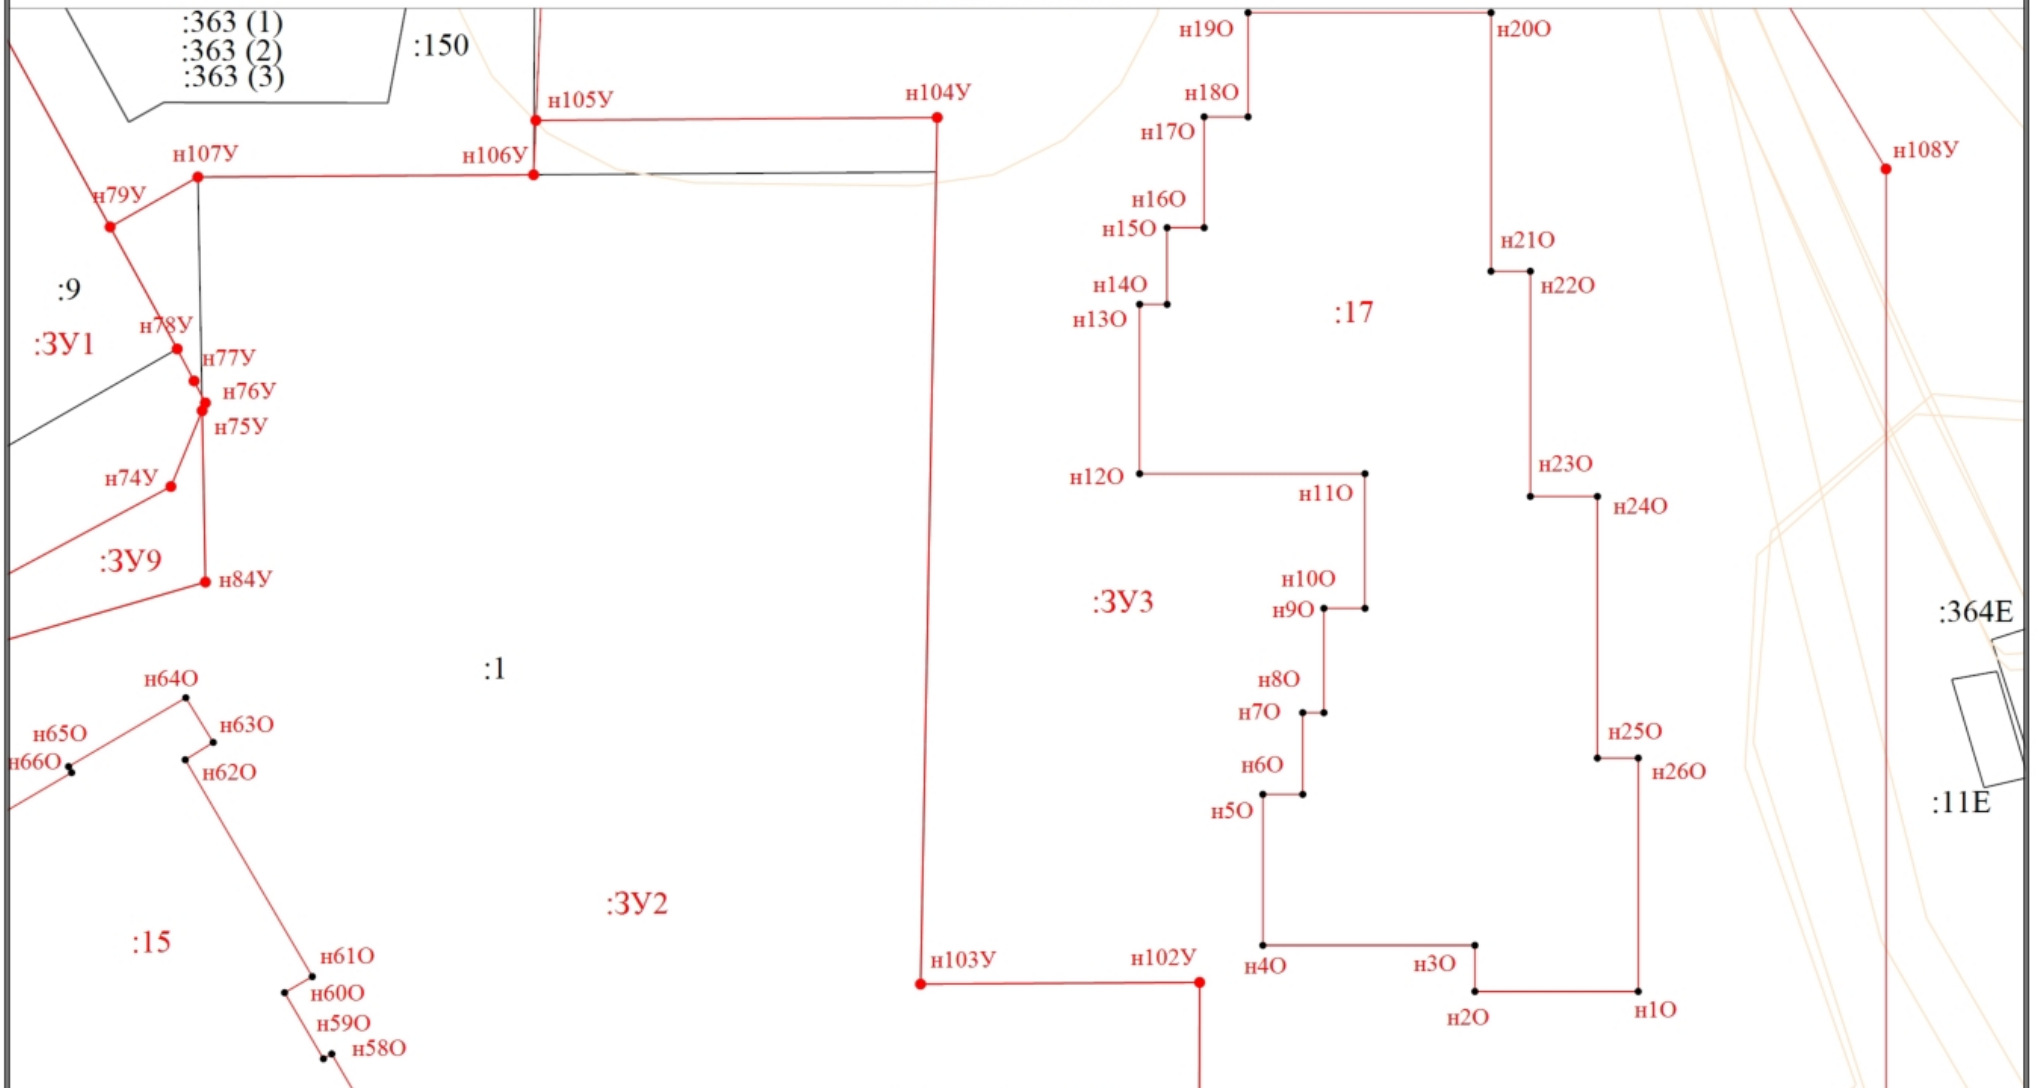 :363 (1)
:363 (2)
:363 (3)
:150
н19О
н20О
н105У
н104У
н18О
н17О
н107У
н106У
н108У
н79У
н16О
н15О
н21О
н22О
:9
н14О
н13О
:17
:ЗУ1
н78У
н77У
н76У
н75У
н74У
н12О
н11О
н23О
н24О
:ЗУ9
н84У
н10О
н9О
:ЗУ3
:364Е
:1
н64О
н8О
н7О
н65О
н63О
н66О
н62О
н25О
н26О
н6О
н5О
:11Е
:ЗУ2
:15
н61О
н103У
н102У
н4О
н3О
н60О
н59О
н58О
н2О
н1О